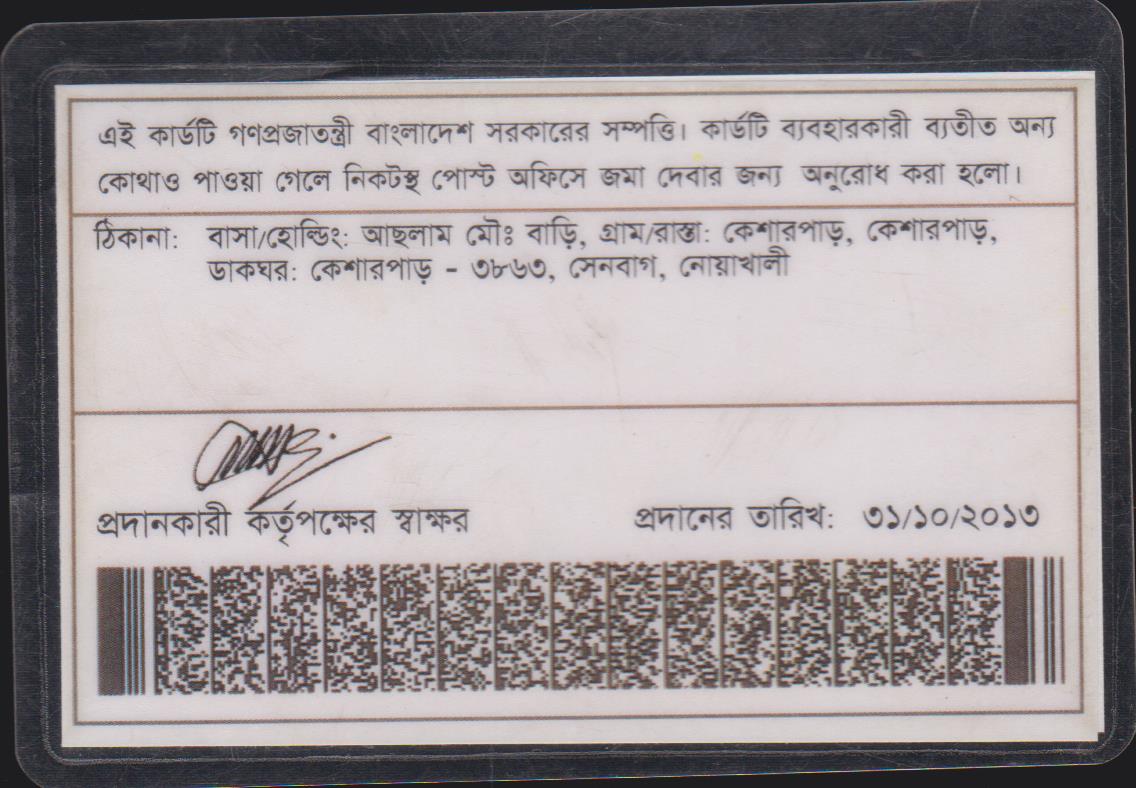 এই কার্ডটি গণপ্রজাতন্ত্রী বাংলাদেশ সরকারের সম্পত্তি। কার্ডটি ব্যবহারকারী ব্যতীত অন্য
কোথাও পাওয়া গেলে নিকটস্থ পোস্ট অফিসে জমা দেবার জন্য অনুরোধ করা হলো।
ঠিকানা: বাসা/হোল্ডিং: আছলাম মৌঃ বাড়ি, গ্রাম/রাস্তা: কেশারপাড়, কেশারপাড়,
ডাকঘর: কেশারপাড় - ৩৮৬৩, সেনবাগ, নোয়াখালী
প্রদানকারী কর্তৃপক্ষের স্বাক্ষর প্রদানের তারিখ: ৩১/১০/২০১৩